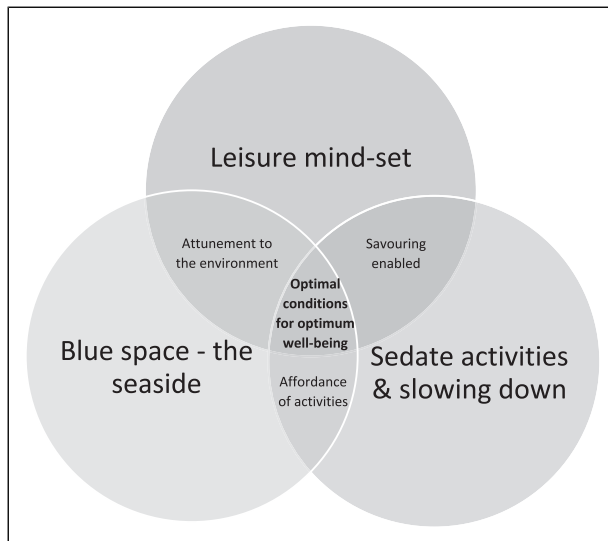 Leisure mind-set
Attunement to
the environment
Savouring
enabled
Optimal
conditions
for optimum
well-being
Blue space - the
seaside
Sedate activities
& slowing down
Affordance
of activities